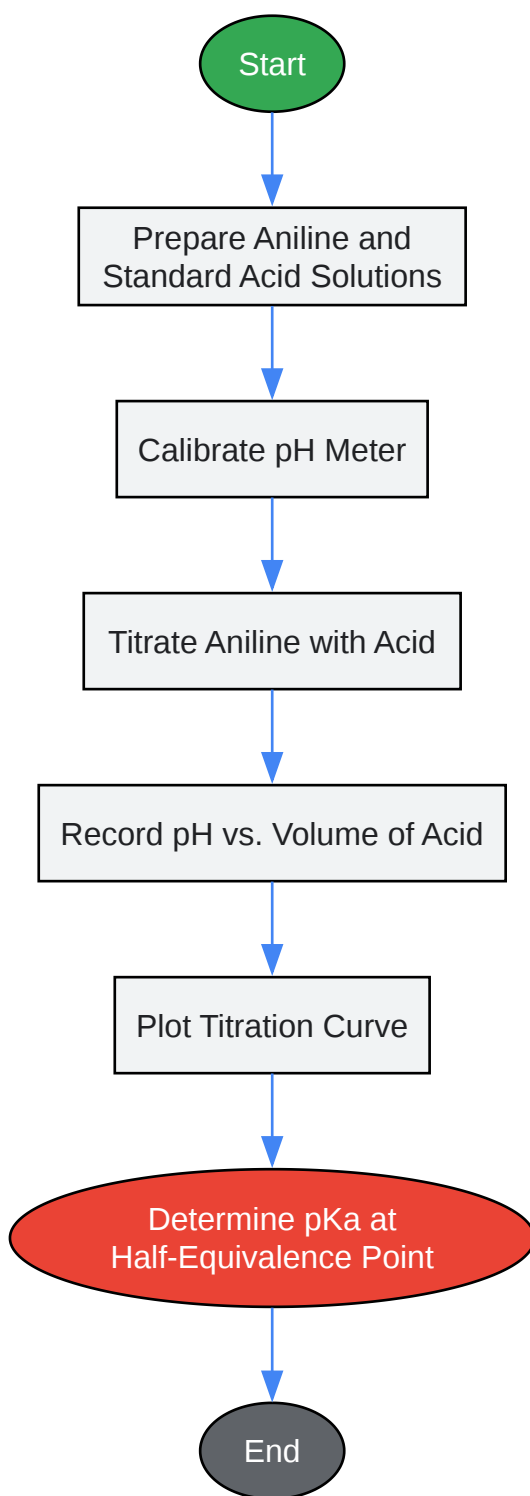 Start
Prepare Aniline and
Standard Acid Solutions
Calibrate pH Meter
Titrate Aniline with Acid
Record pH vs. Volume of Acid
Plot Titration Curve
Determine pKa at
Half-Equivalence Point
End